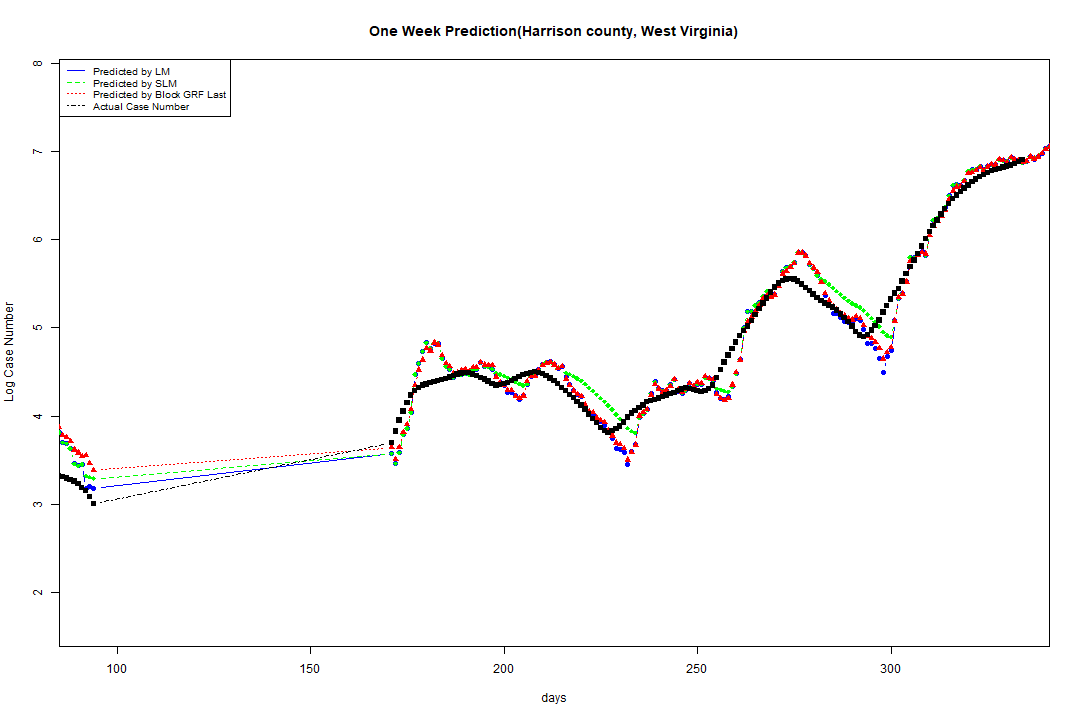 One Week Prediction(Harrison county, West Virginia)
Predicted by LM
Predicted by SLM
Predicted by Block GRF Last
Actual Case Number
8
7
6
5
4
3
2
Log Case Number
100 150 200 250 300
days